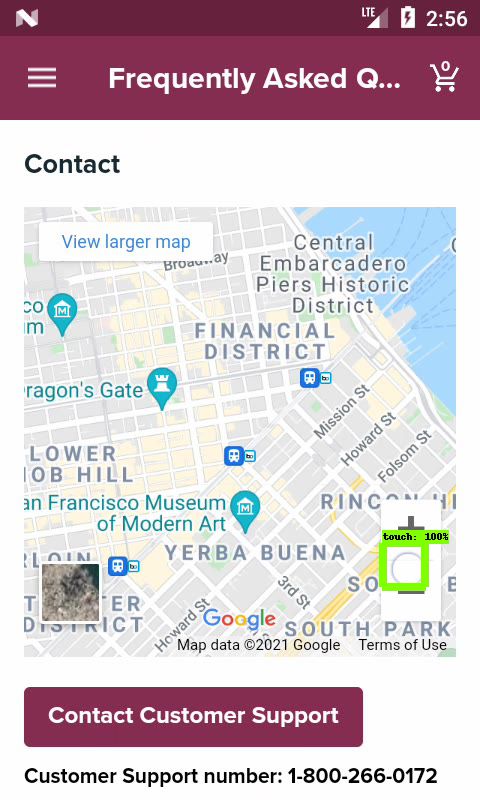 LTE
2:56
Frequently Asked Q...
0
Contact
View larger map
Broadway
Central
Embarcadero
Piers Historic
District
co
m
FINANCIAL
DISTRICT
ragon's Gate
Mission St
Howard St
Folsom St
LOWER
OB HILL
an Francisco Museum
of Modern Art
RINCON HI
touch: 100%
YERBA BUENA
RLOIN
3rd St
SO
B
T
TER
DISTRICT
Howard St
Google
SOUTH PARK
Map data ©2021 Google
Terms of Use
Contact Customer Support
Customer Support number: 1-800-266-0172